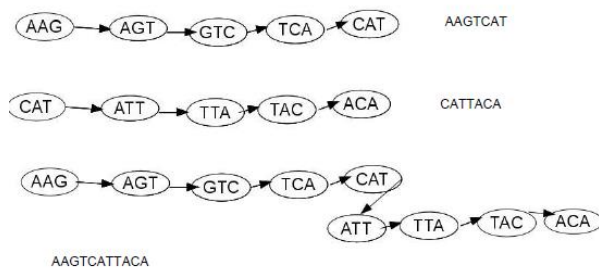 AAG AGT GTC TCA CAT AAGTCAT
CAT ATT TTA TAC ACA CATTACA
AAG AGT GTC TCA CAT
ATT TTA TAC ACA
AAGTCATTACA